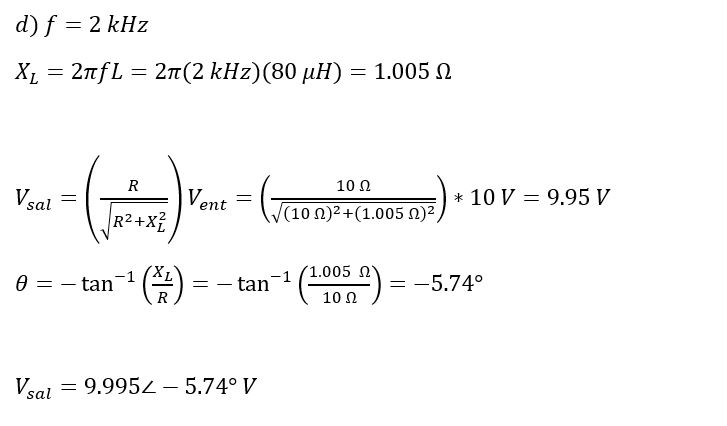 d) f = 2 kHz
X_L = 2πfL = 2π(2 kHz)(80 μH) = 1.005 Ω
V_sal = (R / √(R²+X_L²)) V_ent = (10 Ω / √((10 Ω)²+(1.005 Ω)²)) * 10 V = 9.95 V
θ = − tan⁻¹ (X_L / R) = − tan⁻¹ (1.005 Ω / 10 Ω) = −5.74°
V_sal = 9.995∠ − 5.74° V